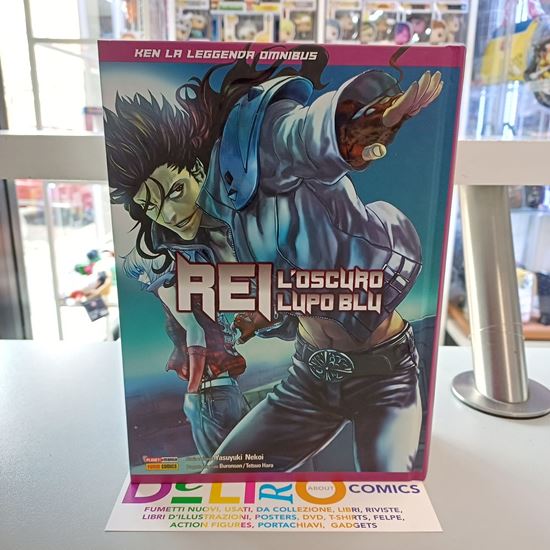 KEN LA LEGGENDA OMNIBUS
REI
L'OSCURO
LUPO BLU
Yasuyuki Nekoi
Buronson / Tetsuo Hara
PANINI COMICS
DELIRO
ABOUT
COMICS
FUMETTI NUOVI, USATI, DA COLLEZIONE, LIBRI, RIVISTE,
LIBRI D'ILLUSTRAZIONI, POSTERS, DVD, T-SHIRTS, FELPE,
ACTION FIGURES, PORTACHIAVI, GADGETS